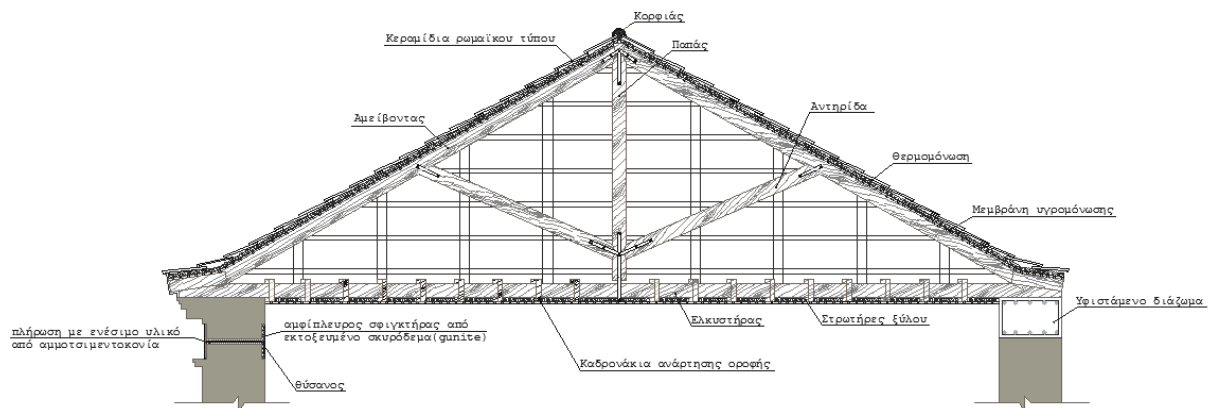 Κορφιάς
Κεραμίδια ρωμαϊκου τύπου
Παπάς
Αμείβοντας
Αντηρίδα
Θερμομόνωση
Μεμβράνη υγρομόνωσης
πλήρωση με ενέσιμο υλικό
από αμμοτσιμεντοκονία
αμφίπλευρος σφιγκτήρας από
εκτοξευμένο σκυρόδεμα(gunite)
θύσανος
Καδρονάκια ανάρτησης οροφής
Ελκυστήρας
Στρωτήρες ξύλου
Υφιστάμενο διάζωμα